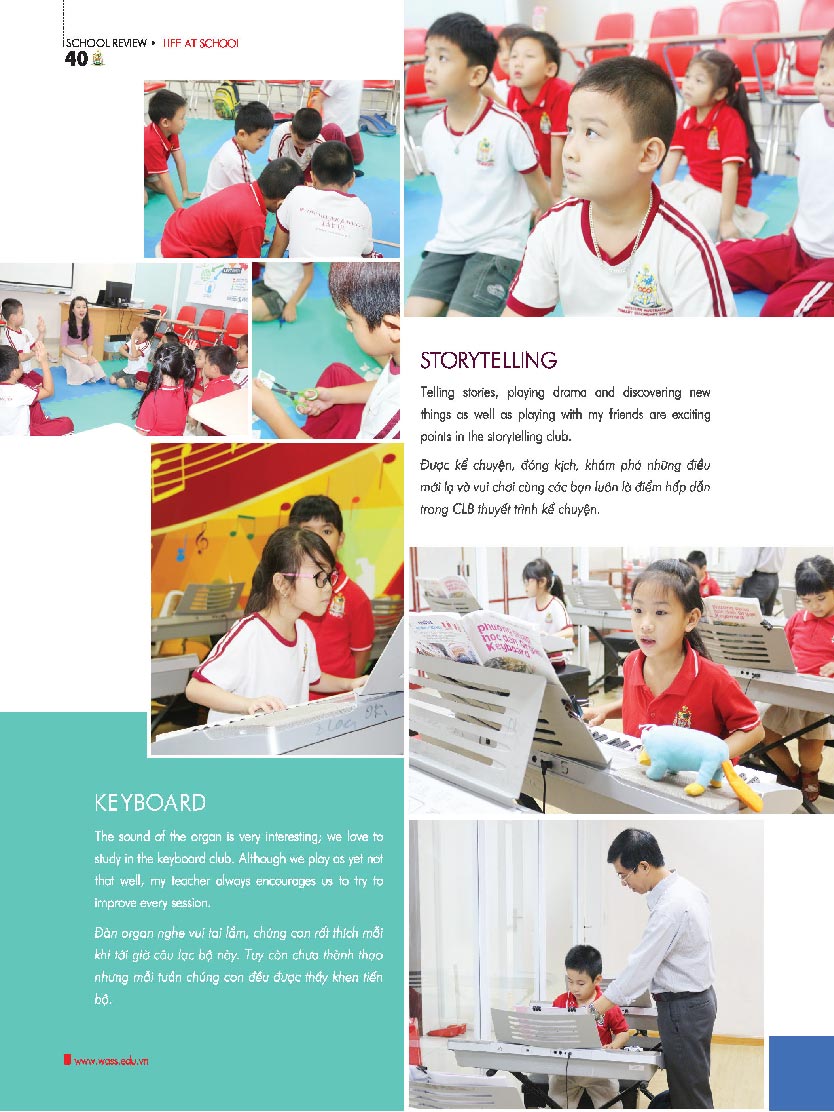 SCHOOL REVIEW • LIFE AT SCHOOL
40
STORYTELLING
Telling stories, playing drama and discovering new
things as well as playing with my friends are exciting
points in the storytelling club.
Được kể chuyện, đóng kịch, khám phá những điều
mới lạ và vui chơi cùng các bạn luôn là điểm hấp dẫn
trong CLB thuyết trình kể chuyện.
phương pháp
học đàn Organ
Keyboard
KEYBOARD
The sound of the organ is very interesting; we love to
study in the keyboard club. Although we play as yet not
that well, my teacher always encourages us to try to
improve every session.
Đàn organ nghe vui tai lắm, chúng con rất thích mỗi
khi tới giờ câu lạc bộ này. Tuy còn chưa thành thạo
nhưng mỗi tuần chúng con đều được thầy khen tiến
bộ.
www.wass.edu.vn